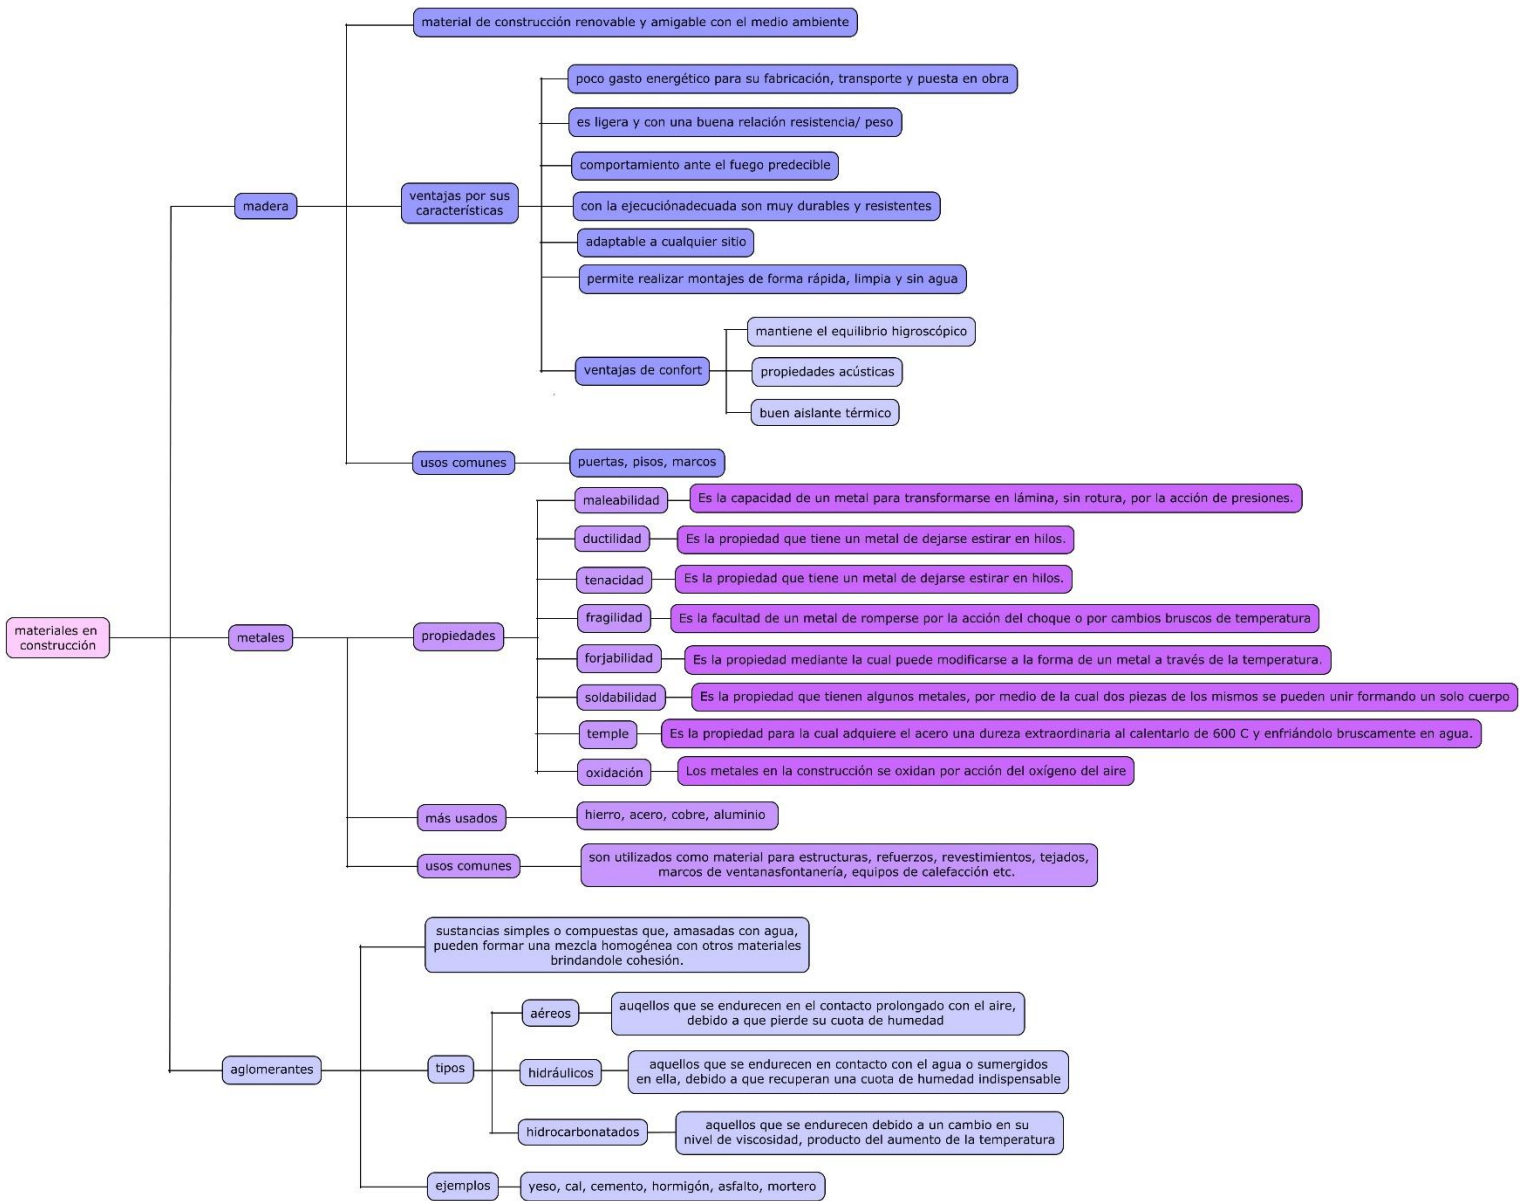 material de construcción renovable y amigable con el medio ambiente
poco gasto energético para su fabricación, transporte y puesta en obra
es ligera y con una buena relación resistencia/ peso
comportamiento ante el fuego predecible
madera
ventajas por sus
características
con la ejecuciónadecuada son muy durables y resistentes
adaptable a cualquier sitio
permite realizar montajes de forma rápida, limpia y sin agua
mantiene el equilibrio higroscópico
ventajas de confort
propiedades acústicas
buen aislante térmico
usos comunes
puertas, pisos, marcos
maleabilidad
Es la capacidad de un metal para transformarse en lámina, sin rotura, por la acción de presiones.
ductilidad
Es la propiedad que tiene un metal de dejarse estirar en hilos.
tenacidad
Es la propiedad que tiene un metal de dejarse estirar en hilos.
fragilidad
Es la facultad de un metal de romperse por la acción del choque o por cambios bruscos de temperatura
materiales en
construcción
metales
propiedades
forjabilidad
Es la propiedad mediante la cual puede modificarse a la forma de un metal a través de la temperatura.
soldabilidad
Es la propiedad que tienen algunos metales, por medio de la cual dos piezas de los mismos se pueden unir formando un solo cuerpo
temple
Es la propiedad para la cual adquiere el acero una dureza extraordinaria al calentarlo de 600 C y enfriándolo bruscamente en agua.
oxidación
Los metales en la construcción se oxidan por acción del oxígeno del aire
más usados
hierro, acero, cobre, aluminio
usos comunes
son utilizados como material para estructuras, refuerzos, revestimientos, tejados,
marcos de ventanasfontanería, equipos de calefacción etc.
sustancias simples o compuestas que, amasadas con agua,
pueden formar una mezcla homogénea con otros materiales
brindandole cohesión.
aéreos
auqellos que se endurecen en el contacto prolongado con el aire,
debido a que pierde su cuota de humedad
aglomerantes
tipos
hidráulicos
aquellos que se endurecen en contacto con el agua o sumergidos
en ella, debido a que recuperan una cuota de humedad indispensable
hidrocarbonatados
aquellos que se endurecen debido a un cambio en su
nivel de viscosidad, producto del aumento de la temperatura
ejemplos
yeso, cal, cemento, hormigón, asfalto, mortero